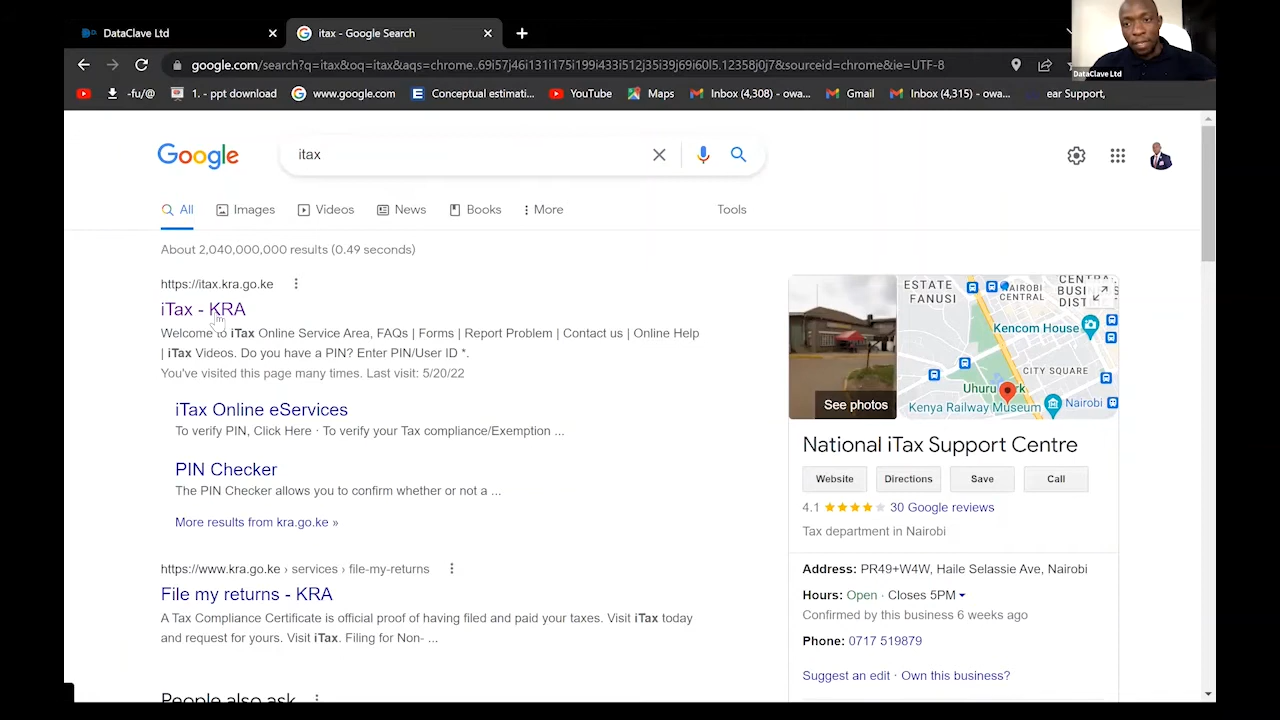 DataClave Ltd
itax - Google Search
google.com/search?q=itax&oq=itax&aqs=chrome..69i57j46i131i175i199i433i512j35i39j69i60l5.12358j0j7&sourceid=chrome&ie=UTF-8
DataClave Ltd
-fu/@
1. - ppt download
www.google.com
Conceptual estimati...
YouTube
Maps
Inbox (4,308) - owa...
Gmail
Inbox (4,315) - owa...
ear Support,
Google
itax
All
Images
Videos
News
Books
More
Tools
About 2,040,000,000 results (0.49 seconds)
https://itax.kra.go.ke
iTax - KRA
Welcome to iTax Online Service Area, FAQs | Forms | Report Problem | Contact us | Online Help
| iTax Videos. Do you have a PIN? Enter PIN/User ID *.
You've visited this page many times. Last visit: 5/20/22
iTax Online eServices
To verify PIN, Click Here · To verify your Tax compliance/Exemption ...
PIN Checker
The PIN Checker allows you to confirm whether or not a ...
More results from kra.go.ke »
https://www.kra.go.ke › services › file-my-returns
File my returns - KRA
A Tax Compliance Certificate is official proof of having filed and paid your taxes. Visit iTax today
and request for yours. Visit iTax. Filing for Non- ...
People also ask
See photos
ESTATE
FANUSI
NAIROBI
CENTRAL
CENTRA
BUSI
DIST
Kencom House
CITY SQUARE
Uhuru
Kenya Railway Museum
Nairobi
National iTax Support Centre
Website
Directions
Save
Call
4.1
30 Google reviews
Tax department in Nairobi
Address: PR49+W4W, Haile Selassie Ave, Nairobi
Hours: Open · Closes 5PM
Confirmed by this business 6 weeks ago
Phone: 0717 519879
Suggest an edit · Own this business?